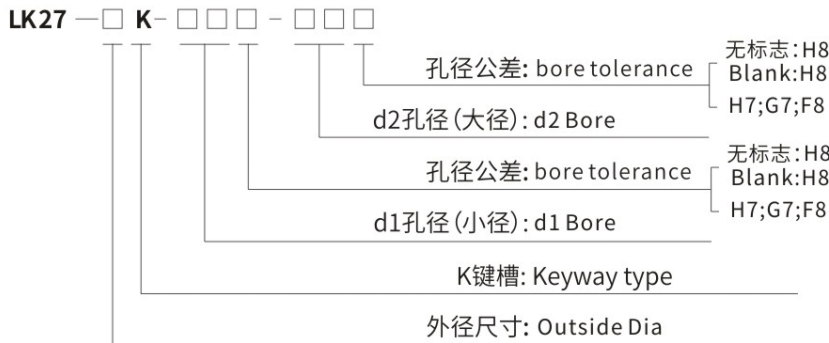 LK27 —□ K- □□□ - □□□
无标志:H8
孔径公差: bore tolerance
Blank:H8
H7;G7;F8
d2孔径(大径): d2 Bore
无标志:H8
孔径公差: bore tolerance
Blank:H8
H7;G7;F8
d1孔径(小径): d1 Bore
K键槽: Keyway type
外径尺寸: Outside Dia